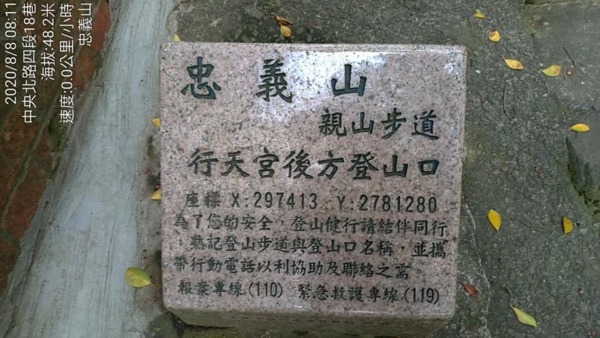 2020/8/8 08:11
中央北路四段18巷
海拔:48.2米
速度:0.0公里/小時
忠義山
忠義山
親山步道
行天宮後方登山口
座標 X:297413 Y:2781280
為了您的安全,登山健行請結伴同行
,熟記登山步道與登山口名稱,並攜
帶行動電話以利協助及聯絡之需。
報案專線(110) 緊急救護專線(119)